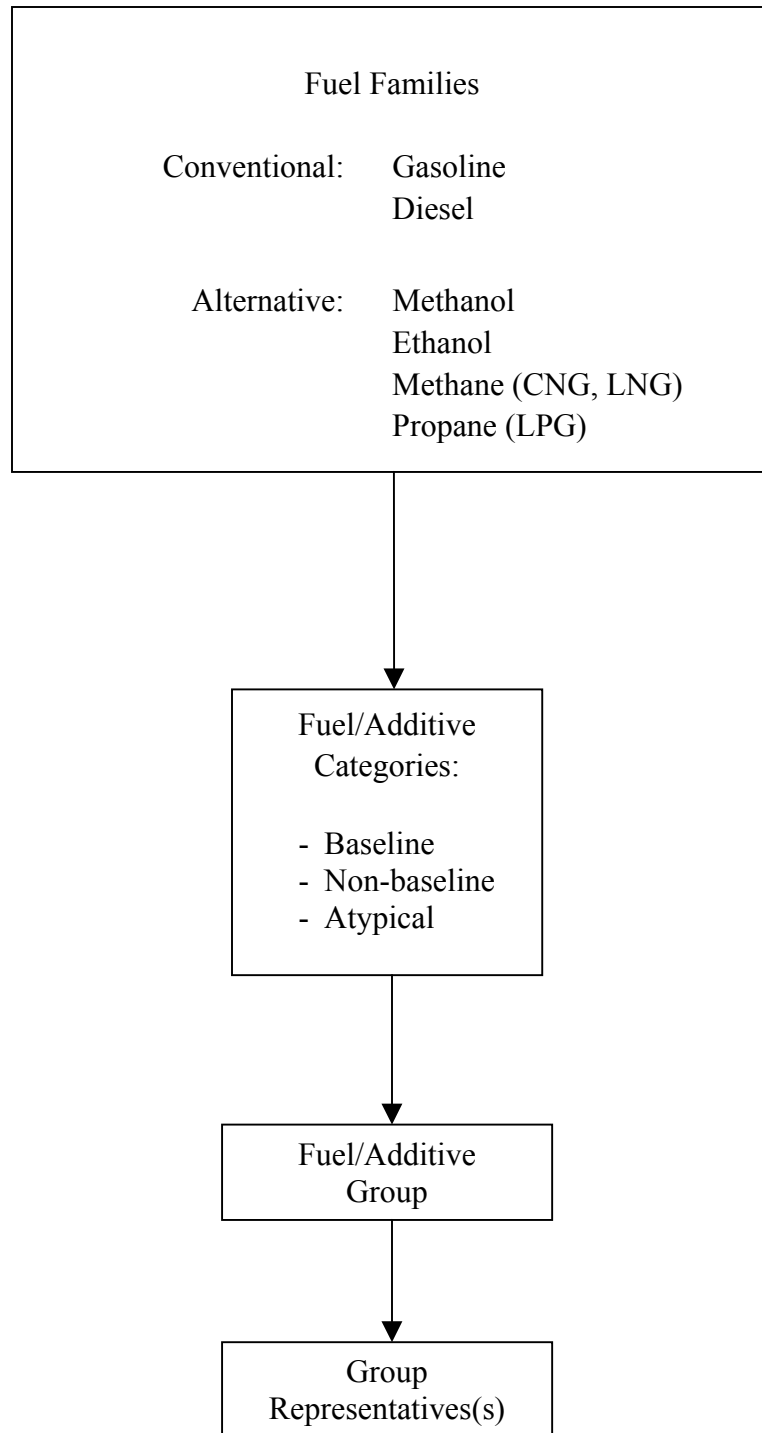 Fuel Families
Conventional: Gasoline
Diesel
Alternative: Methanol
Ethanol
Methane (CNG, LNG)
Propane (LPG)
Fuel/Additive
Categories:
- Baseline
- Non-baseline
- Atypical
Fuel/Additive
Group
Group
Representatives(s)